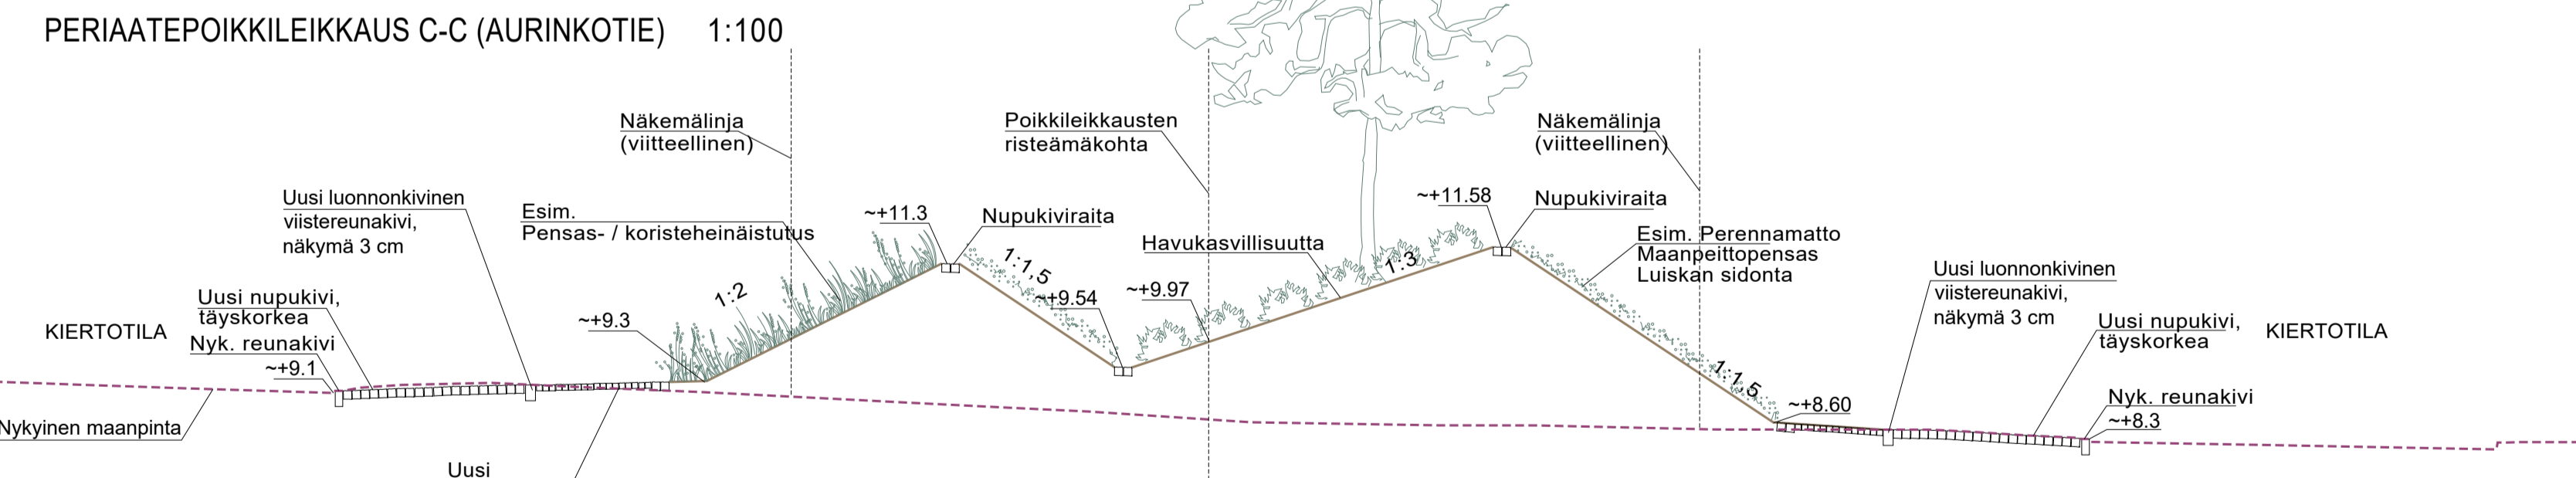 PERIAATEPOIKKILEIKKAUS C-C (AURINKOTIE) 1:100
Näkemälinja
(viitteellinen)
Poikkileikkausten
risteämäkohta
Näkemälinja
(viitteellinen)
Uusi luonnonkivinen
viistereunakivi,
näkymä 3 cm
Esim.
Pensas- / koristeheinäistutus
~+11.3
Nupukiviraita
~+11.58
Nupukiviraita
Havukasvillisuutta
Esim. Perennamatto
Maanpeittopensas
Luiskan sidonta
1:2
1:1,5
~+9.54
~+9.97
1:3
1:1,5
Uusi luonnonkivinen
viistereunakivi,
näkymä 3 cm
Uusi nupukivi,
täyskorkea
KIERTOTILA
Nyk. reunakivi
~+9.1
~+9.3
Uusi nupukivi,
täyskorkea
KIERTOTILA
~+8.60
Nyk. reunakivi
~+8.3
Nykyinen maanpinta
Uusi